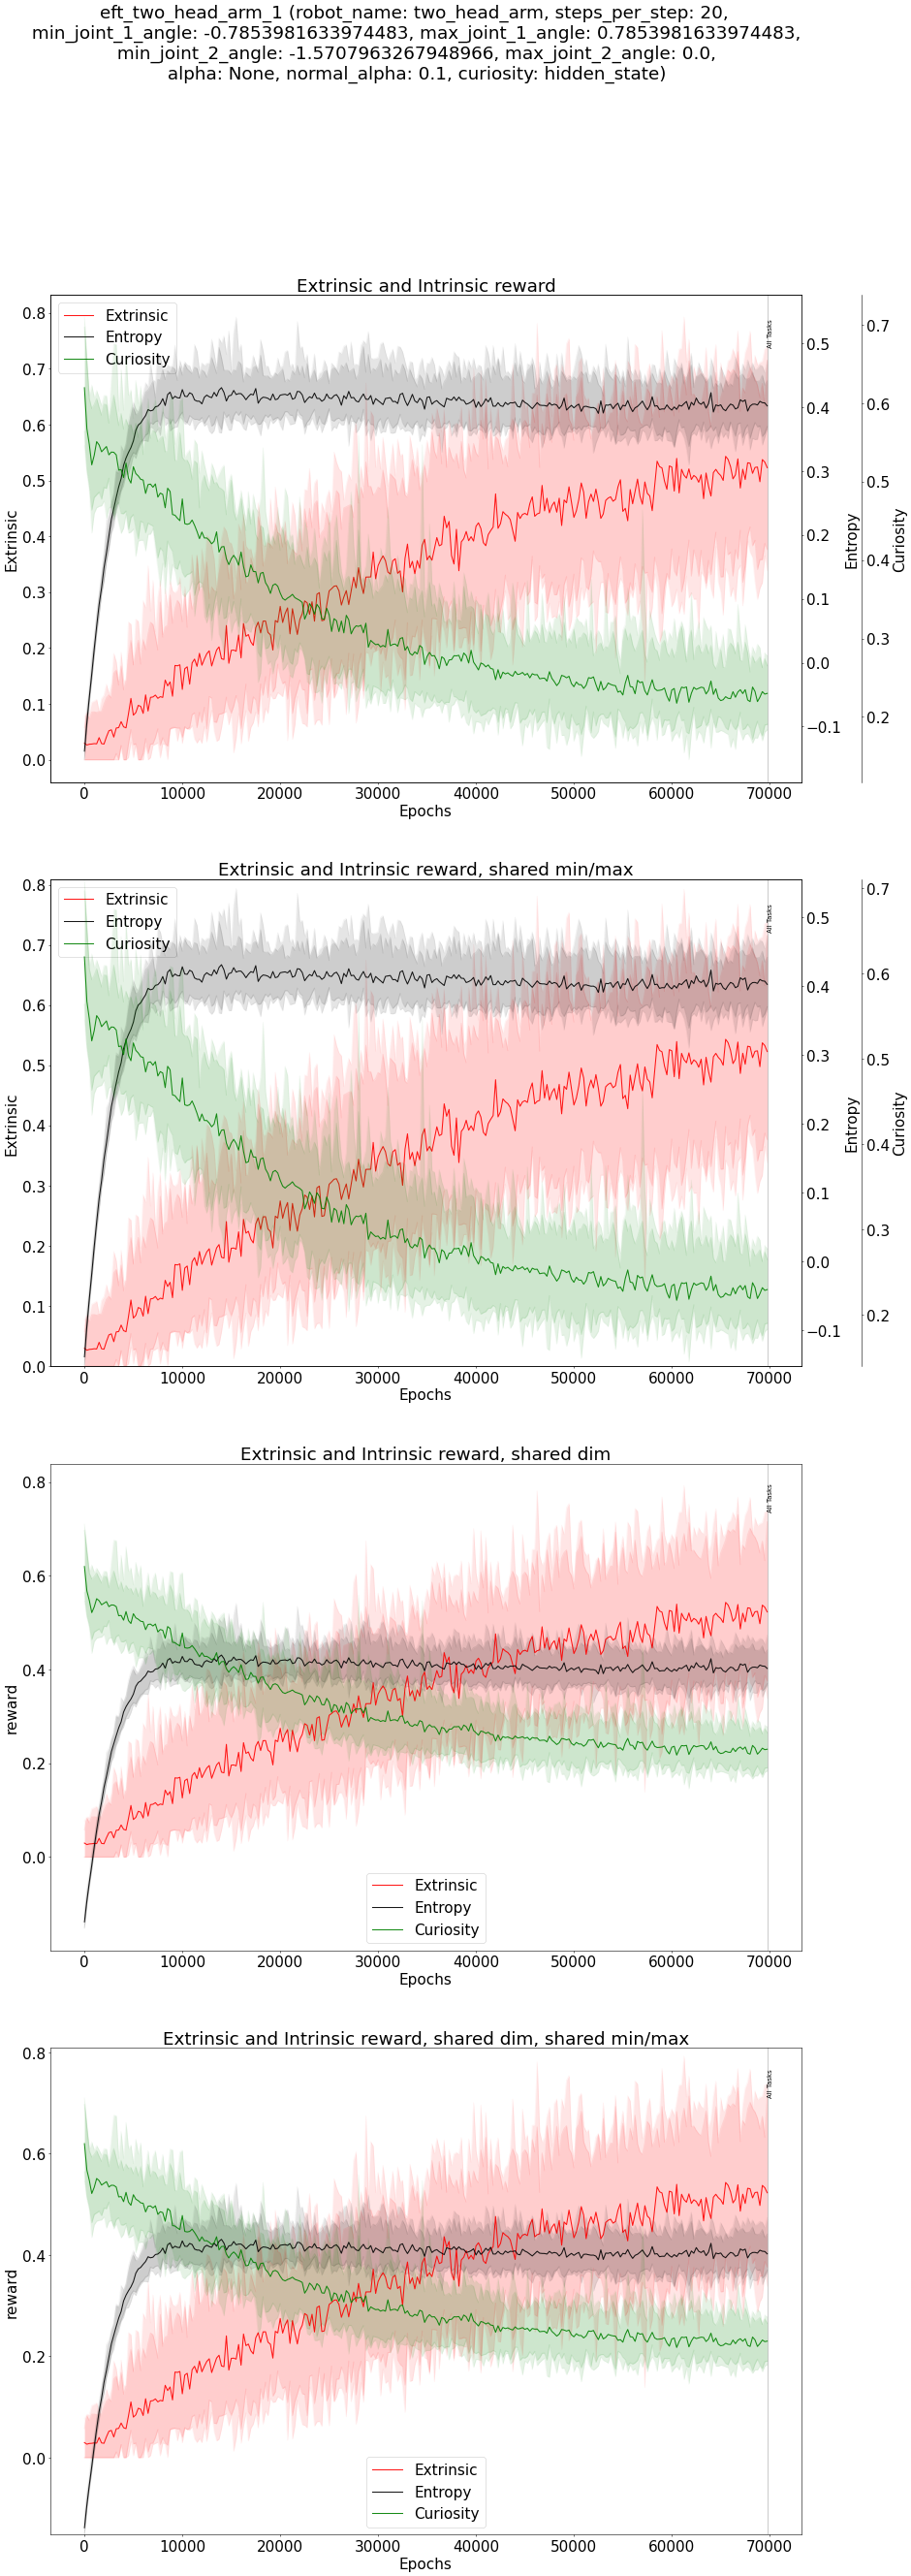 eft_two_head_arm_1 (robot_name: two_head_arm, steps_per_step: 20,
min_joint_1_angle: -0.7853981633974483, max_joint_1_angle: 0.7853981633974483,
min_joint_2_angle: -1.5707963267948966, max_joint_2_angle: 0.0,
alpha: None, normal_alpha: 0.1, curiosity: hidden_state)
Extrinsic and Intrinsic reward
Extrinsic
Entropy
Curiosity
All Tasks
0.8
0.7
0.6
0.5
0.4
0.3
0.2
0.1
0.0
Extrinsic
0.5
0.4
0.3
0.2
0.1
0.0
−0.1
Entropy
0.7
0.6
0.5
0.4
0.3
0.2
Curiosity
0 10000 20000 30000 40000 50000 60000 70000
Epochs
Extrinsic and Intrinsic reward, shared min/max
Extrinsic
Entropy
Curiosity
All Tasks
0.8
0.7
0.6
0.5
0.4
0.3
0.2
0.1
0.0
Extrinsic
0.5
0.4
0.3
0.2
0.1
0.0
−0.1
Entropy
0.7
0.6
0.5
0.4
0.3
0.2
Curiosity
0 10000 20000 30000 40000 50000 60000 70000
Epochs
Extrinsic and Intrinsic reward, shared dim
All Tasks
0.8
0.6
0.4
0.2
0.0
reward
Extrinsic
Entropy
Curiosity
0 10000 20000 30000 40000 50000 60000 70000
Epochs
Extrinsic and Intrinsic reward, shared dim, shared min/max
All Tasks
0.8
0.6
0.4
0.2
0.0
reward
Extrinsic
Entropy
Curiosity
0 10000 20000 30000 40000 50000 60000 70000
Epochs